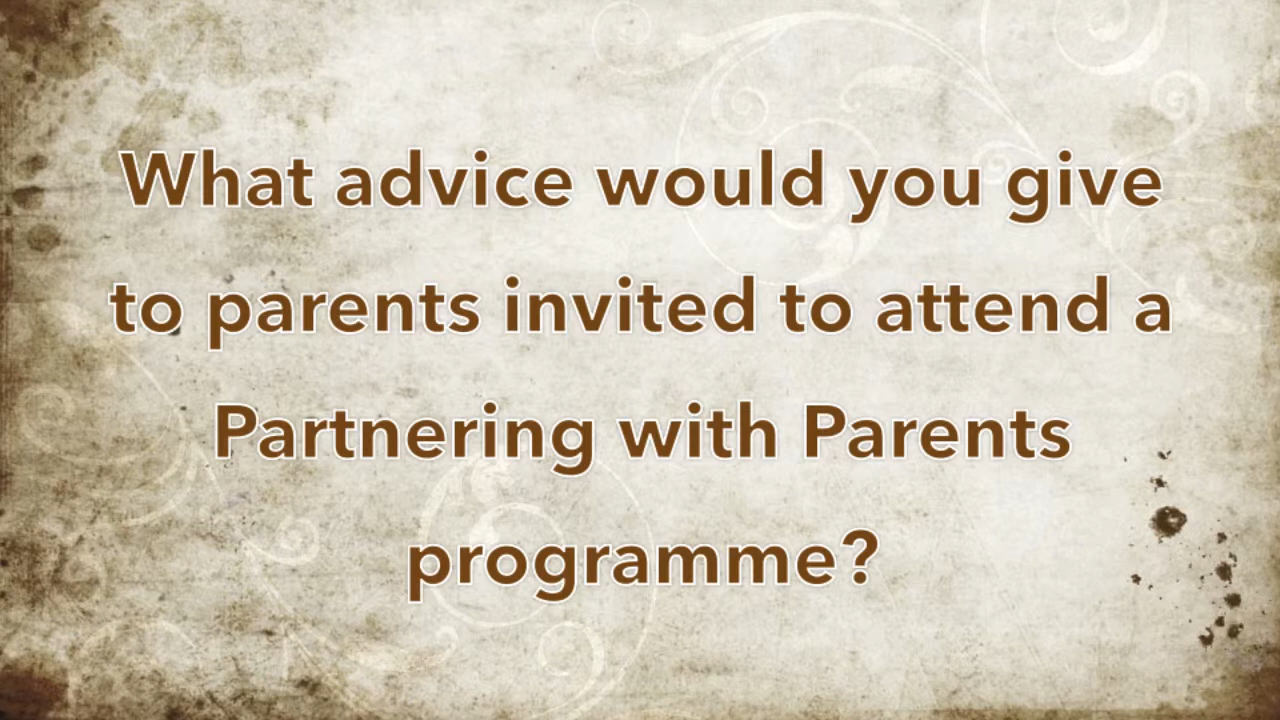 What advice would you give
to parents invited to attend a
Partnering with Parents
programme?